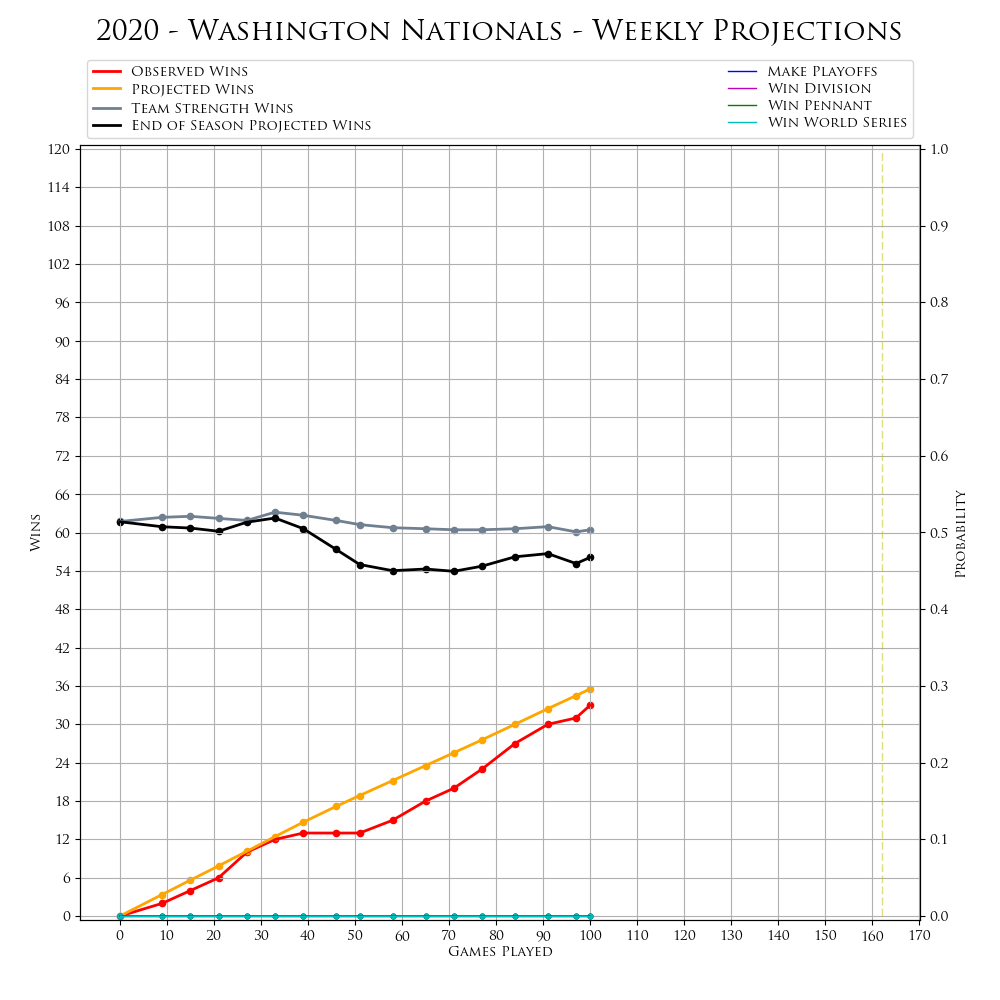 2020 - Washington Nationals - Weekly Projections
Observed Wins
Projected Wins
Team Strength Wins
End of Season Projected Wins
Make Playoffs
Win Division
Win Pennant
Win World Series
120
114
108
102
96
90
84
78
72
66
60
54
48
42
36
30
24
18
12
6
0
Wins
1.0
0.9
0.8
0.7
0.6
0.5
0.4
0.3
0.2
0.1
0.0
Probability
0 10 20 30 40 50 60 70 80 90 100 110 120 130 140 150 160 170
Games Played